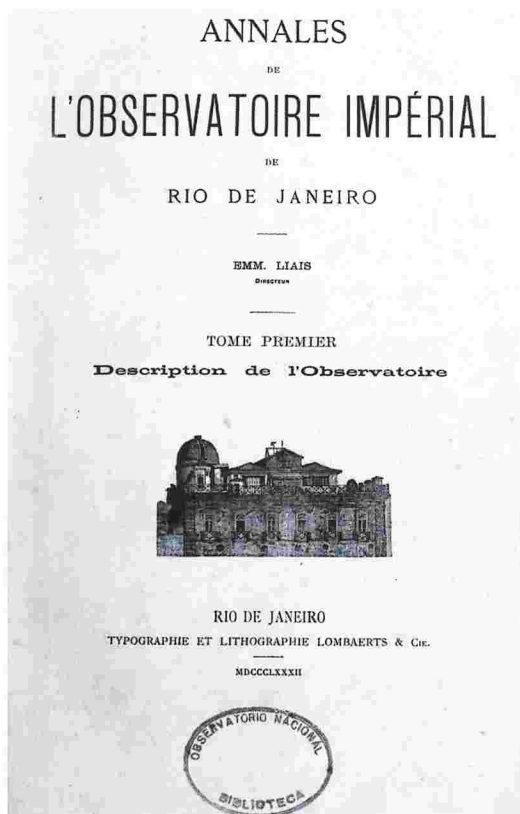 ANNALES
DE
L'OBSERVATOIRE IMPÉRIAL
DE
RIO DE JANEIRO
EMM. LIAIS
DIRECTEUR
TOME PREMIER
Description de l'Observatoire
RIO DE JANEIRO
TYPOGRAPHIE ET LITHOGRAPHIE LOMBAERTS & CIE.
MDCCCLXXXII
OBSERVATORIO NACIONAL
BIBLIOTECA